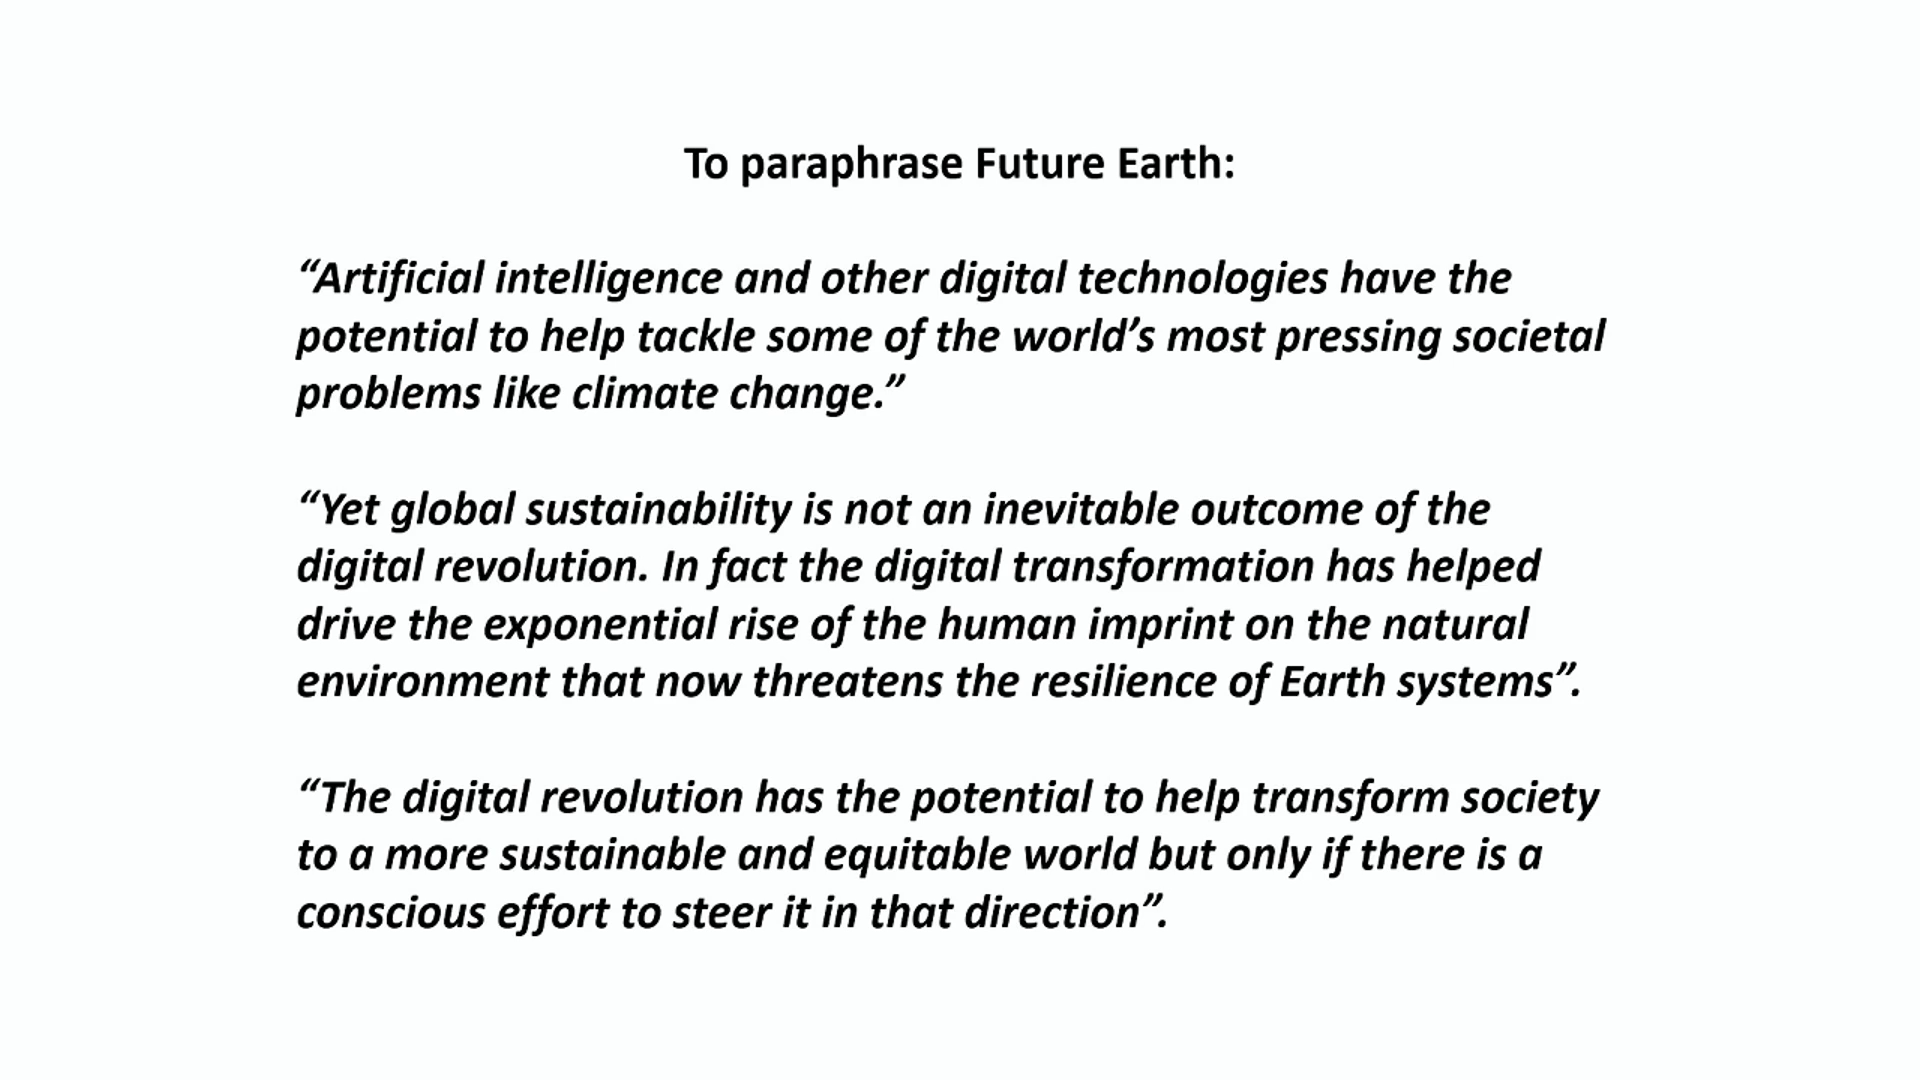 To paraphrase Future Earth:
“Artificial intelligence and other digital technologies have the
potential to help tackle some of the world’s most pressing societal
problems like climate change.”
“Yet global sustainability is not an inevitable outcome of the
digital revolution. In fact the digital transformation has helped
drive the exponential rise of the human imprint on the natural
environment that now threatens the resilience of Earth systems”.
“The digital revolution has the potential to help transform society
to a more sustainable and equitable world but only if there is a
conscious effort to steer it in that direction”.